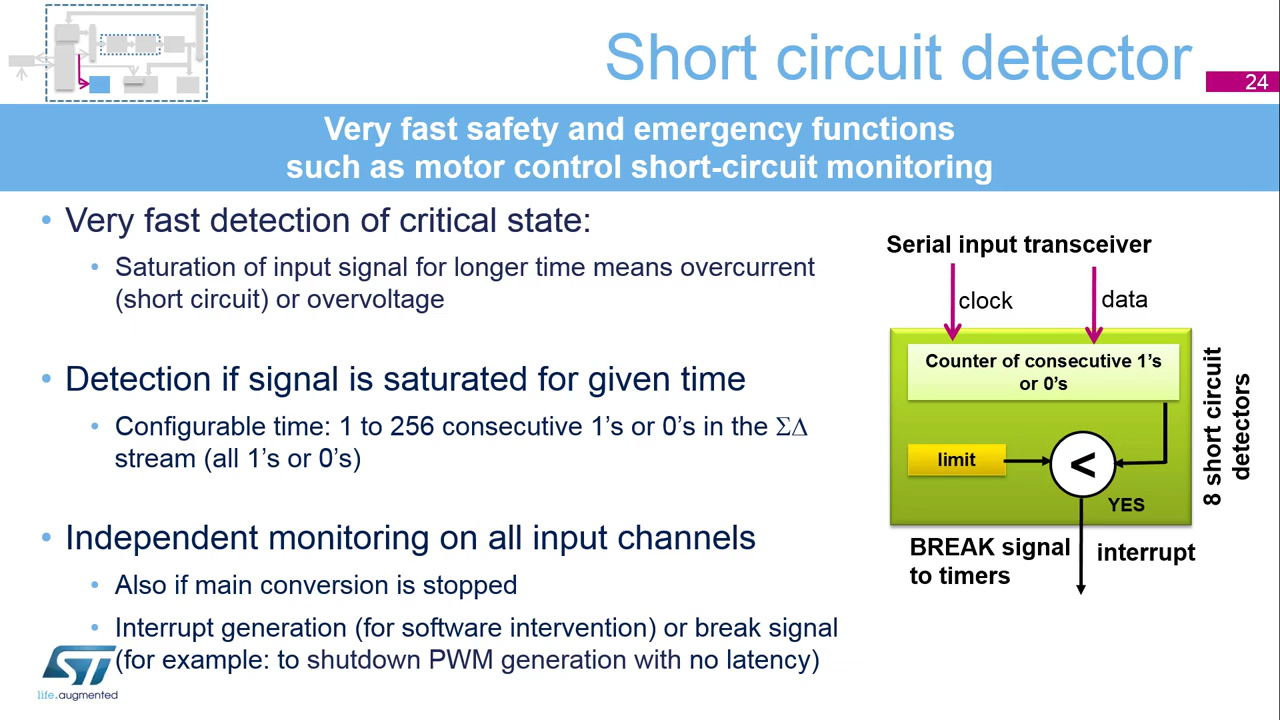 Short circuit detector
24
Very fast safety and emergency functions
such as motor control short-circuit monitoring
• Very fast detection of critical state:
• Saturation of input signal for longer time means overcurrent
(short circuit) or overvoltage
• Detection if signal is saturated for given time
• Configurable time: 1 to 256 consecutive 1’s or 0’s in the ΣΔ
stream (all 1’s or 0’s)
• Independent monitoring on all input channels
• Also if main conversion is stopped
• Interrupt generation (for software intervention) or break signal
(for example: to shutdown PWM generation with no latency)
Serial input transceiver
clock
data
Counter of consecutive 1’s
or 0’s
limit
<
YES
8 short circuit
detectors
BREAK signal
to timers
interrupt
ST
life.augmented